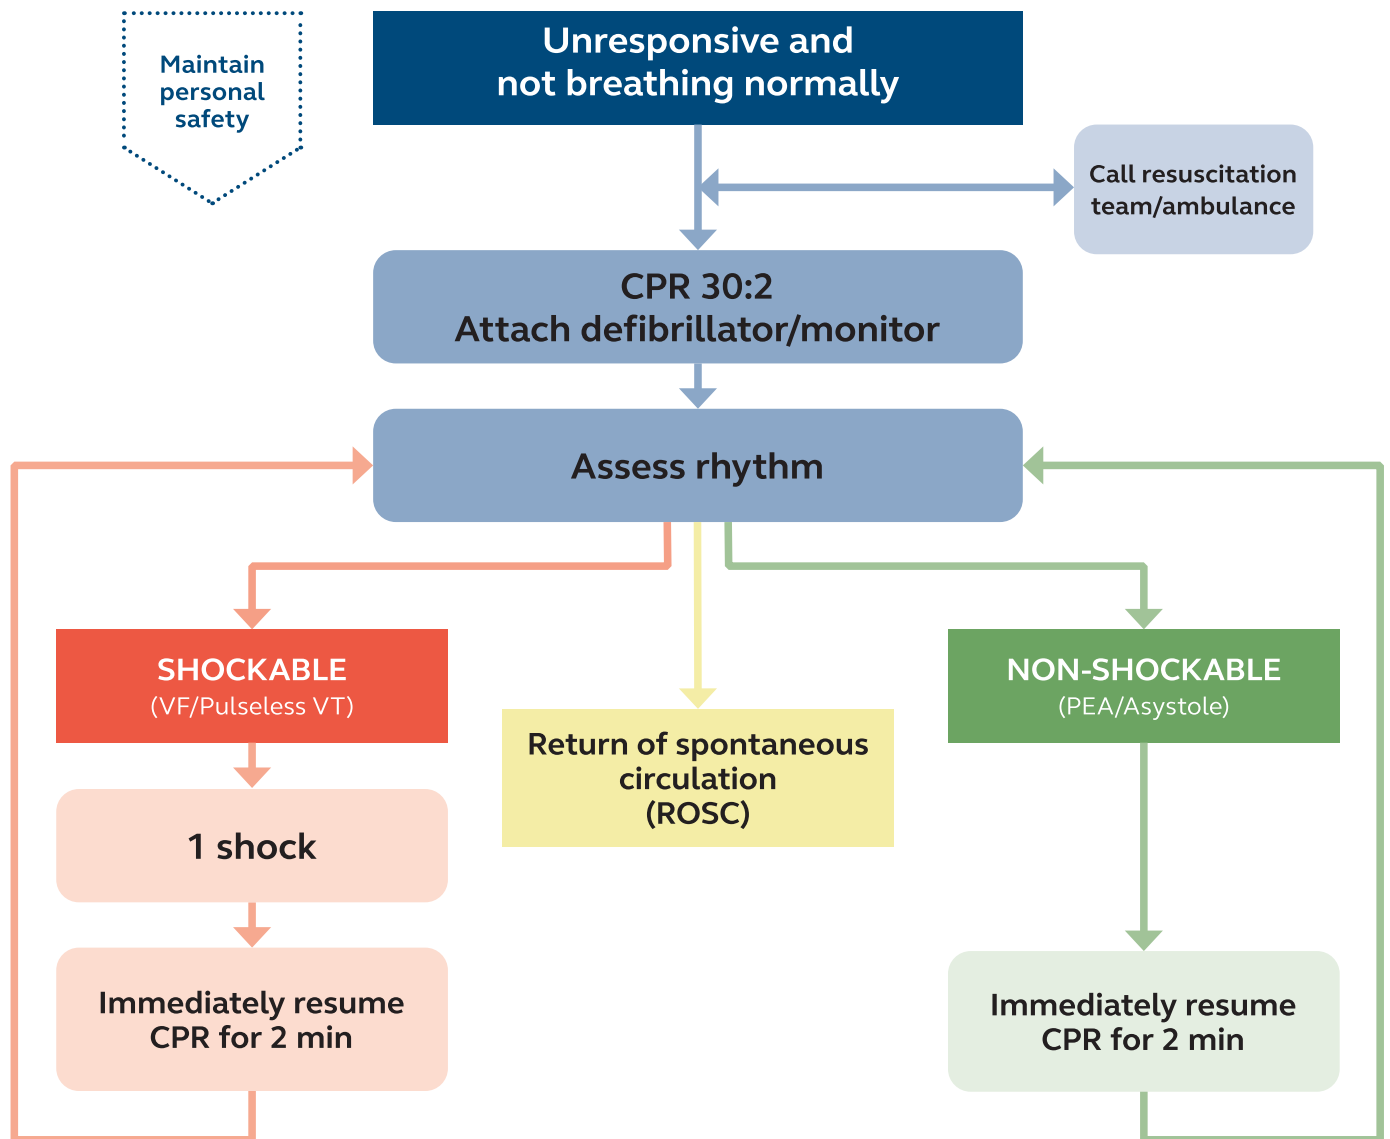 Maintain
personal
safety
Unresponsive and
not breathing normally
Call resuscitation
team/ambulance
CPR 30:2
Attach defibrillator/monitor
Assess rhythm
SHOCKABLE
(VF/Pulseless VT)
Return of spontaneous
circulation
(ROSC)
NON-SHOCKABLE
(PEA/Asystole)
1 shock
Immediately resume
CPR for 2 min
Immediately resume
CPR for 2 min